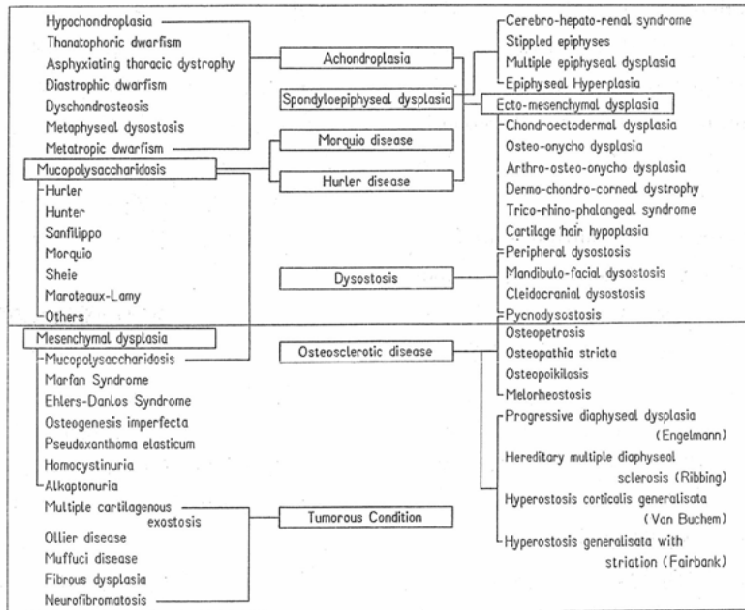 Hypochondroplasia
Thanatophoric dwarfism
Asphyxiating thoracic dystrophy
Diastrophic dwarfism
Dyschondrosteosis
Metaphyseal dysostosis
Metatropic dwarfism
Mucopolysaccharidosis
Hurler
Hunter
Sanfilippo
Morquio
Sheie
Maroteaux-Lamy
Others
Mesenchymal dysplasia
Mucopolysaccharidosis
Marfan Syndrome
Ehlers-Danlos Syndrome
Osteogenesis imperfecta
Pseudoxanthoma elasticum
Homocystinuria
Alkaptonuria
Multiple cartilagenous
exostosis
Ollier disease
Muffuci disease
Fibrous dysplasia
Neurofibromatosis
Achondroplasia
Spondyloepiphyseal dysplasia
Morquio disease
Hurler disease
Dysostosis
Osteosclerotic disease
Tumorous Condition
Cerebro-hepato-renal syndrome
Stippled epiphyses
Multiple epiphyseal dysplasia
Epiphyseal Hyperplasia
Ecto-mesenchymal dysplasia
Chondroectodermal dysplasia
Osteo-onycho dysplasia
Arthro-osteo-onycho dysplasia
Dermo-chondro-corneal dystrophy
Trico-rhino-phalangeal syndrome
Cartilage hair hypoplasia
Peripheral dysostosis
Mandibulo-facial dysostosis
Cleidocranial dysostosis
Pycnodysostosis
Osteopetrosis
Osteopathia stricta
Osteopoikilosis
Melorheostosis
Progressive diaphyseal dysplasia
(Engelmann)
Hereditary multiple diaphyseal
sclerosis (Ribbing)
Hyperostosis corticalis generalisata
(Van Buchem)
Hyperostosis generalisata with
striation (Fairbank)